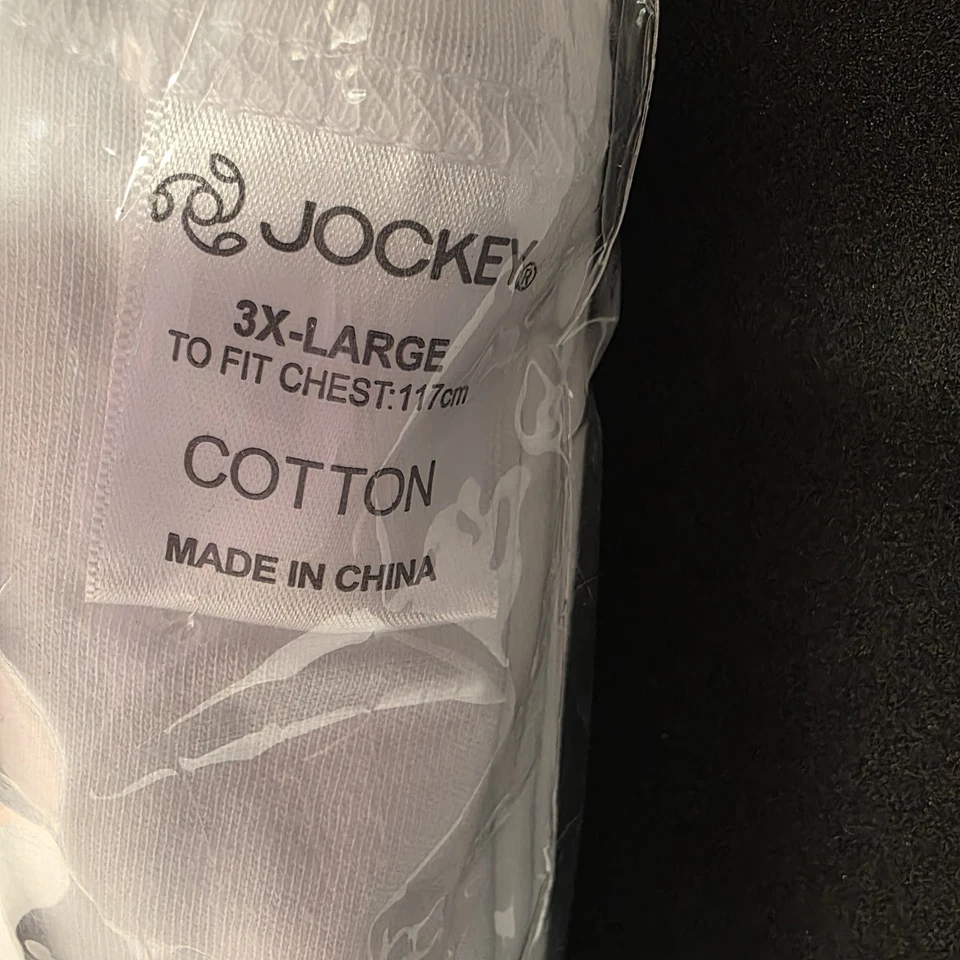 JOCKEY®
3X-LARGE
TO FIT CHEST:117cm
COTTON
MADE IN CHINA